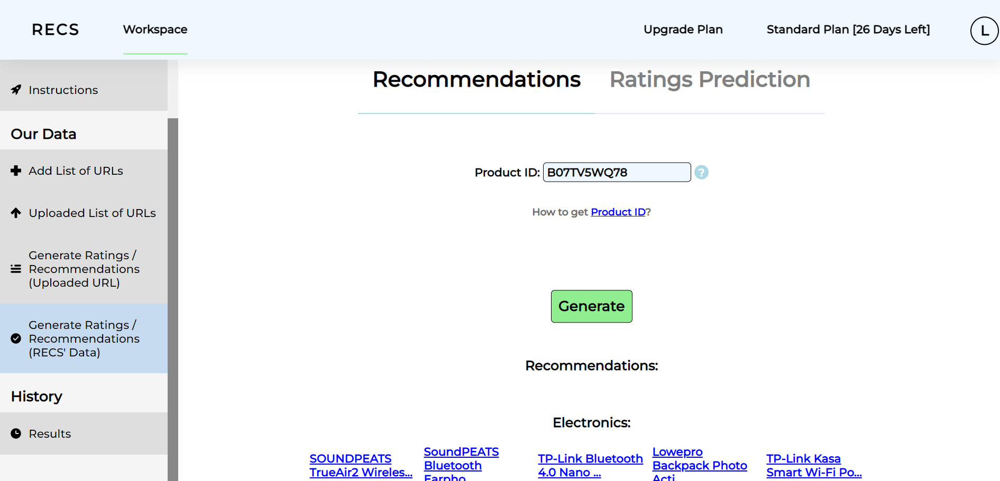 RECS
Workspace
Upgrade Plan
Standard Plan [26 Days Left]
L
Instructions
Our Data
Add List of URLs
Uploaded List of URLs
Generate Ratings /
Recommendations
(Uploaded URL)
Generate Ratings /
Recommendations
(RECS' Data)
History
Results
Recommendations
Ratings Prediction
Product ID: B07TV5WQ78 ?
How to get Product ID?
Generate
Recommendations:
Electronics:
SOUNDPEATS
TrueAir2 Wireles...
SoundPEATS
Bluetooth
Earpho
TP-Link Bluetooth
4.0 Nano ...
Lowepro
Backpack Photo
Acti
TP-Link Kasa
Smart Wi-Fi Po...